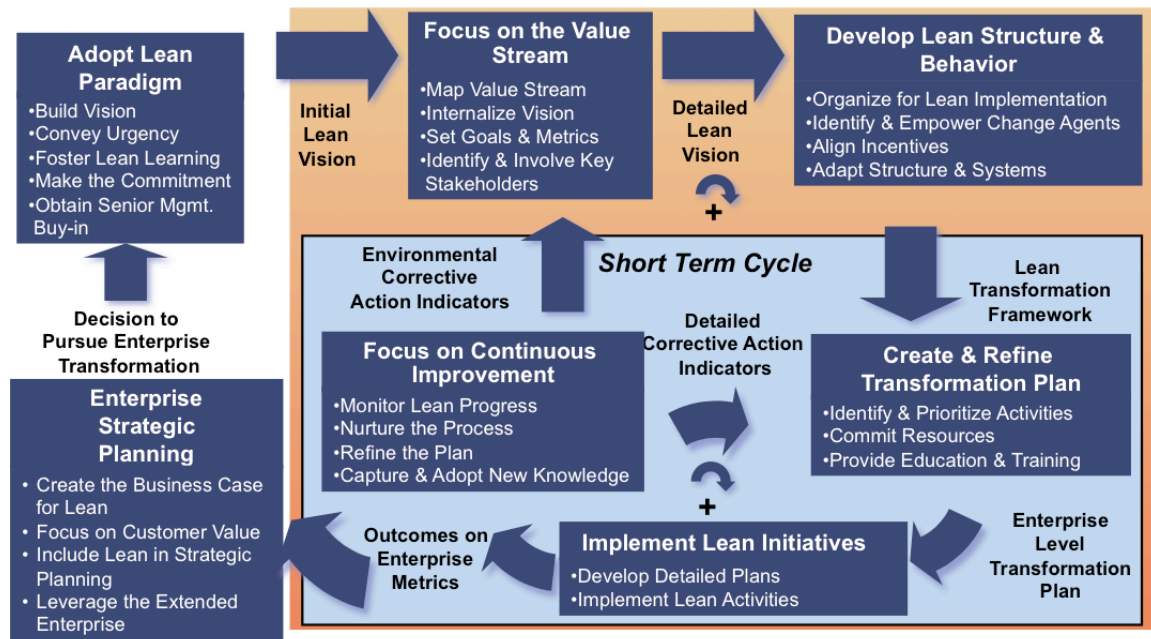 Adopt Lean
Paradigm
•Build Vision
•Convey Urgency
•Foster Lean Learning
•Make the Commitment
•Obtain Senior Mgmt.
Buy-in
Initial
Lean
Vision
Focus on the Value
Stream
•Map Value Stream
•Internalize Vision
•Set Goals & Metrics
•Identify & Involve Key
Stakeholders
Detailed
Lean
Vision
+
Develop Lean Structure &
Behavior
•Organize for Lean Implementation
•Identify & Empower Change Agents
•Align Incentives
•Adapt Structure & Systems
Lean
Transformation
Framework
Short Term Cycle
Environmental
Corrective
Action Indicators
Decision to
Pursue Enterprise
Transformation
Detailed
Corrective Action
Indicators
Focus on Continuous
Improvement
•Monitor Lean Progress
•Nurture the Process
•Refine the Plan
•Capture & Adopt New Knowledge
Create & Refine
Transformation Plan
•Identify & Prioritize Activities
•Commit Resources
•Provide Education & Training
Enterprise
Strategic
Planning
• Create the Business Case
for Lean
• Focus on Customer Value
• Include Lean in Strategic
Planning
• Leverage the Extended
Enterprise
Outcomes on
Enterprise
Metrics
+
Implement Lean Initiatives
•Develop Detailed Plans
•Implement Lean Activities
Enterprise
Level
Transformation
Plan